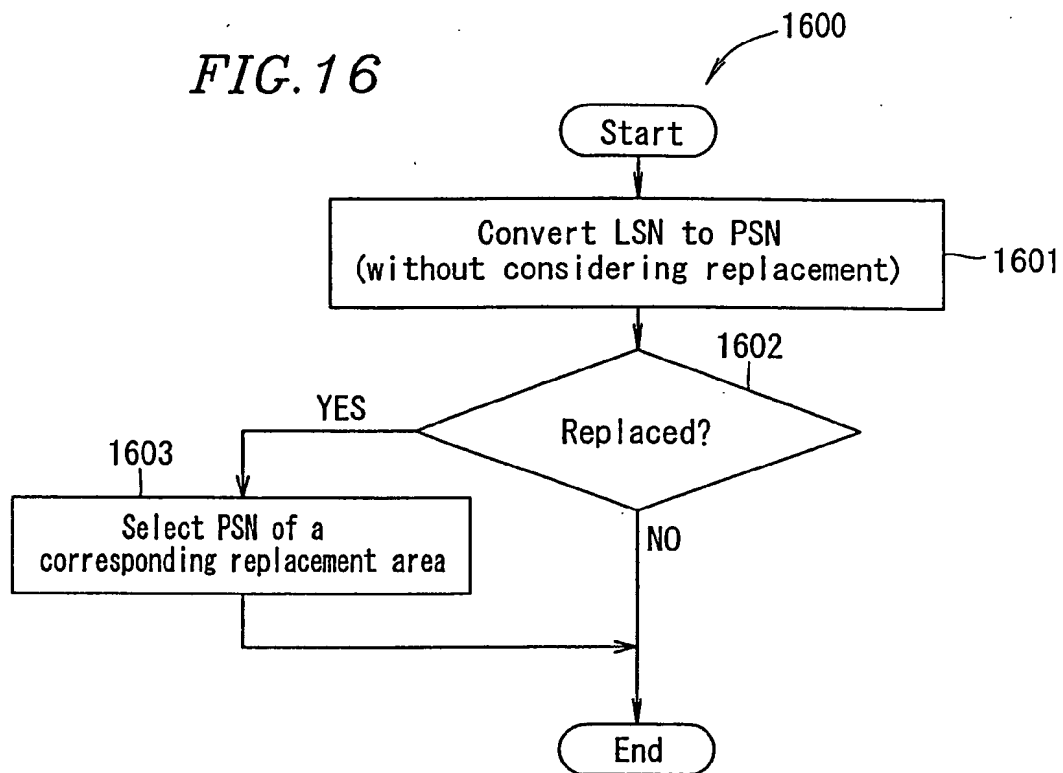 FIG.16
1600
Start
Convert LSN to PSN
(without considering replacement)
1601
1602
YES
Replaced?
1603
Select PSN of a
corresponding replacement area
NO
End